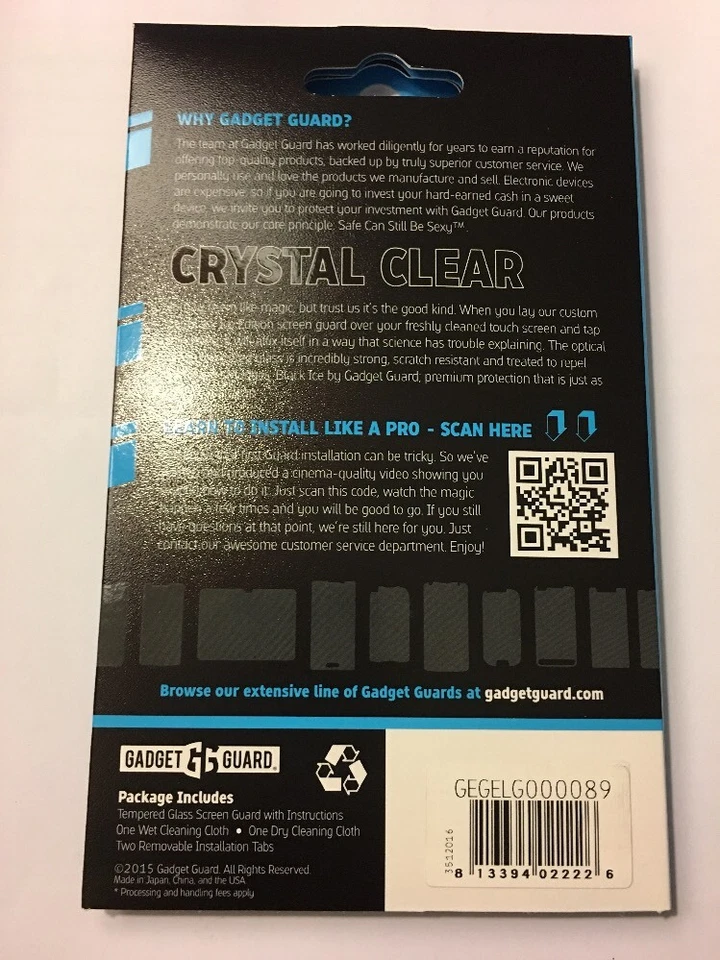 WHY GADGET GUARD?
The team at Gadget Guard has worked diligently for years to earn a reputation for
offering top-quality products, backed up by truly superior customer service. We
personally use and love the products we manufacture and sell. Electronic devices
are expensive, so if you are going to invest your hard-earned cash in a sweet
device, we invite you to protect your investment with Gadget Guard. Our products
demonstrate our core principle: Safe Can Still Be Sexy™.
CRYSTAL CLEAR
like magic, but trust us it's the good kind. When you lay our custom
screen guard over your freshly cleaned touch screen and tap
itself in a way that science has trouble explaining. The optical
glass is incredibly strong, scratch resistant and treated to repel
Black Ice by Gadget Guard; premium protection that is just as
LEARN TO INSTALL LIKE A PRO - SCAN HERE
first Guard installation can be tricky. So we've
produced a cinema-quality video showing you
how to do it. Just scan this code, watch the magic
a few times and you will be good to go. If you still
have questions at that point, we're still here for you. Just
contact our awesome customer service department. Enjoy!
Browse our extensive line of Gadget Guards at gadgetguard.com
GADGET GG GUARD.
Package Includes
Tempered Glass Screen Guard with Instructions
One Wet Cleaning Cloth • One Dry Cleaning Cloth
Two Removable Installation Tabs
©2015 Gadget Guard. All Rights Reserved.
Made in Japan, China, and the USA
* Processing and handling fees apply
GEGELG000089
3512016
8 13394 02222 6